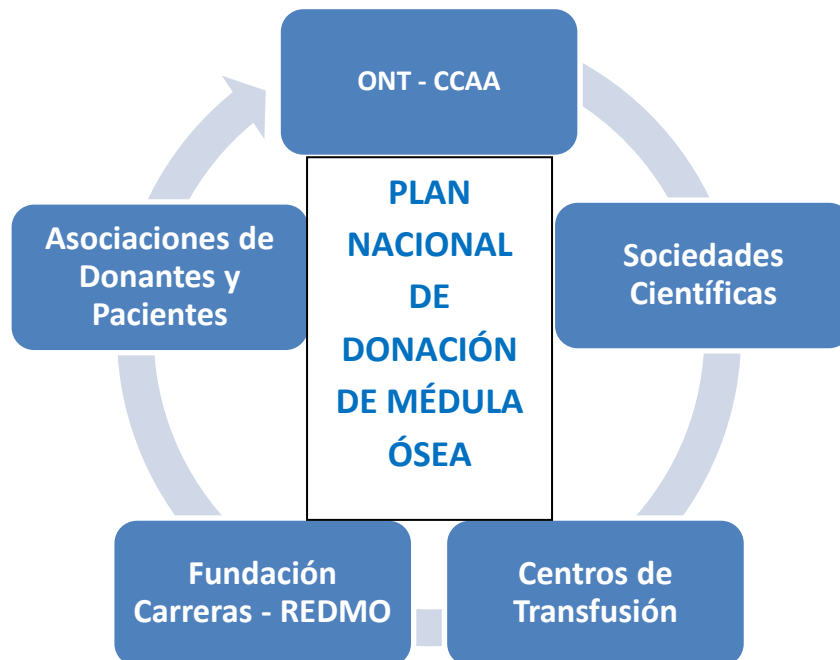 ONT - CCAA
PLAN
NACIONAL
DE
DONACIÓN
DE MÉDULA
ÓSEA
Sociedades
Científicas
Centros de
Transfusión
Fundación
Carreras - REDMO
Asociaciones de
Donantes y
Pacientes